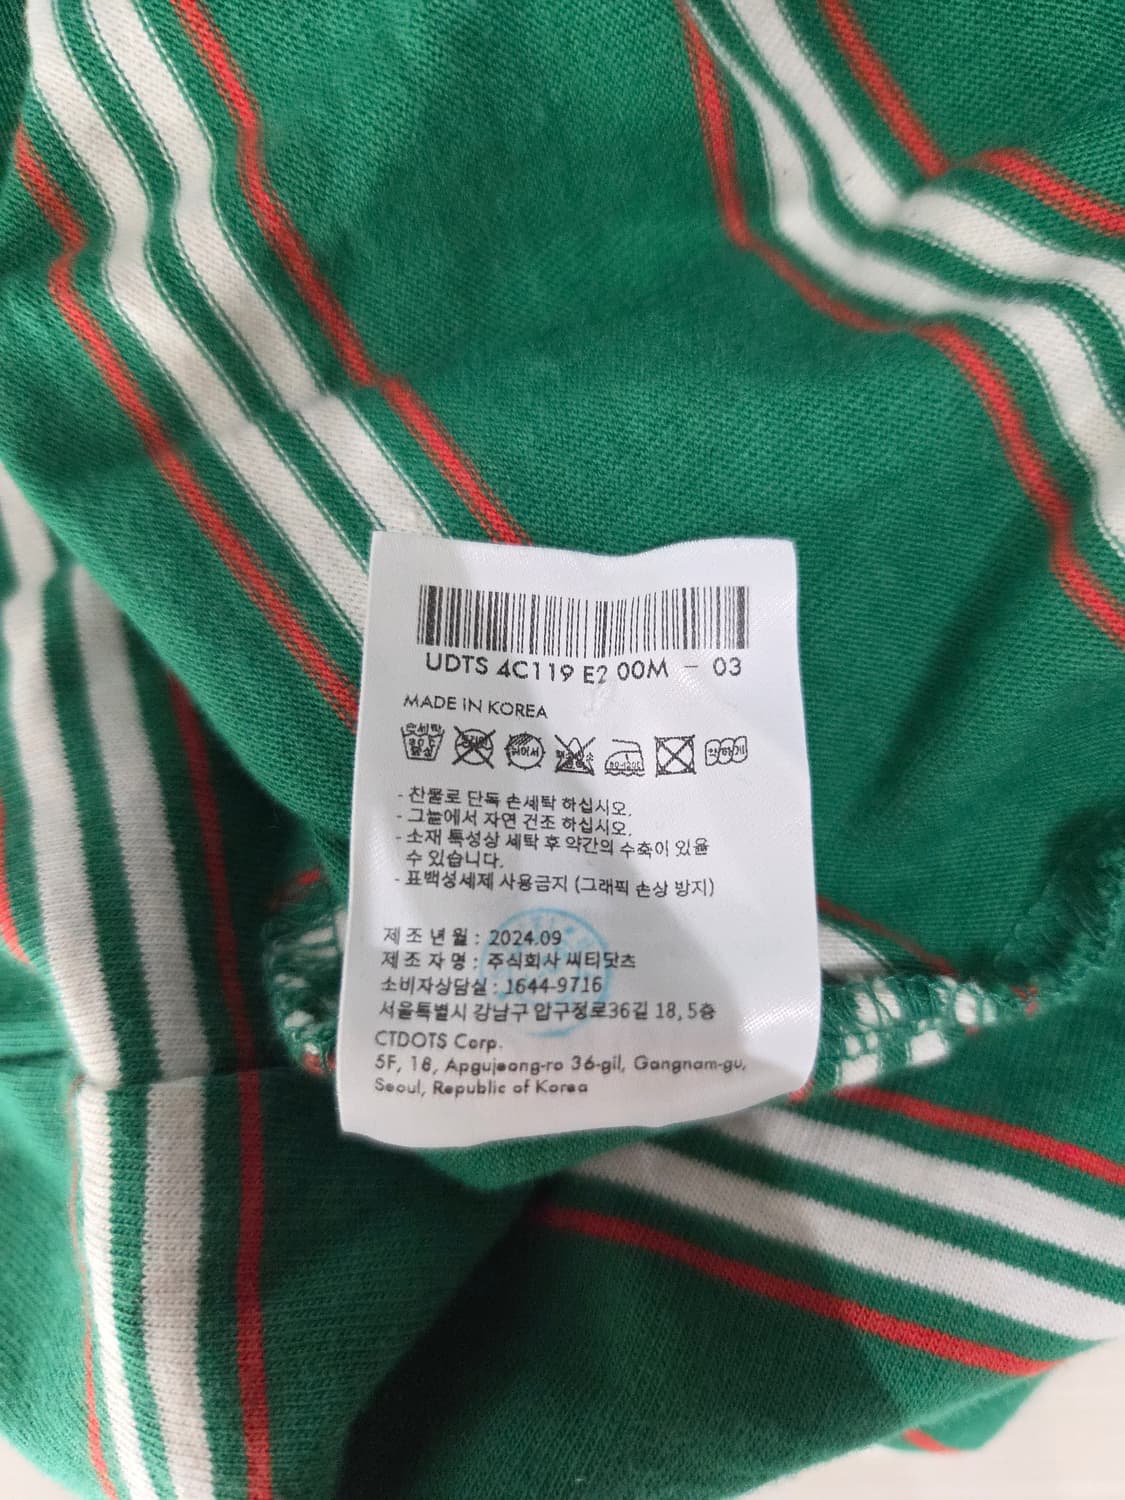 UDTS 4C119 E2 00M - 03
MADE IN KOREA
손세탁
약하게
- 찬물로 단독 손세탁 하십시오.
- 그늘에서 자연 건조 하십시오.
- 소재 특성상 세탁 후 약간의 수축이 있을
수 있습니다.
- 표백성세제 사용금지 (그래픽 손상 방지)
제 조 년 월 : 2024.09
제 조 자 명 : 주식회사 씨티닷츠
소비자상담실 : 1644-9716
서울특별시 강남구 압구정로36길 18, 5층
CTDOTS Corp.
5F, 18, Apgujeong-ro 36-gil, Gangnam-gu,
Seoul, Republic of Korea